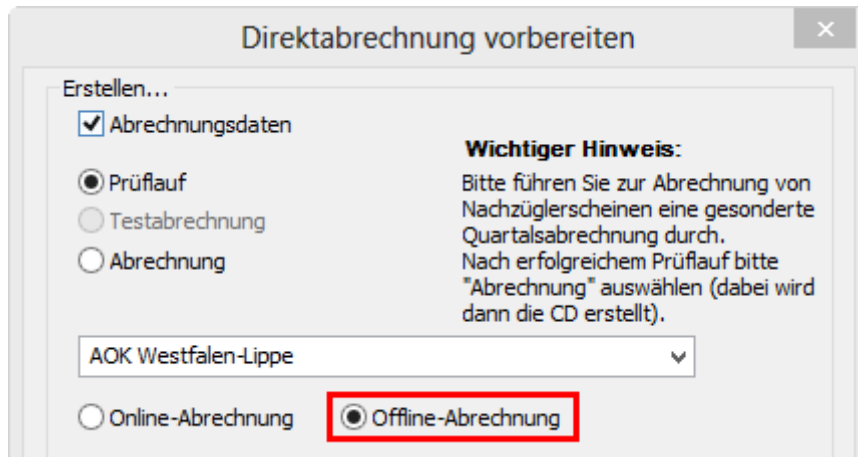 Direktabrechnung vorbereiten
Erstellen...
Abrechnungsdaten
Prüflauf
Testabrechnung
Abrechnung
Wichtiger Hinweis:
Bitte führen Sie zur Abrechnung von
Nachzüglerscheinen eine gesonderte
Quartalsabrechnung durch.
Nach erfolgreichem Prüflauf bitte
"Abrechnung" auswählen (dabei wird
dann die CD erstellt).
AOK Westfalen-Lippe
Online-Abrechnung
Offline-Abrechnung